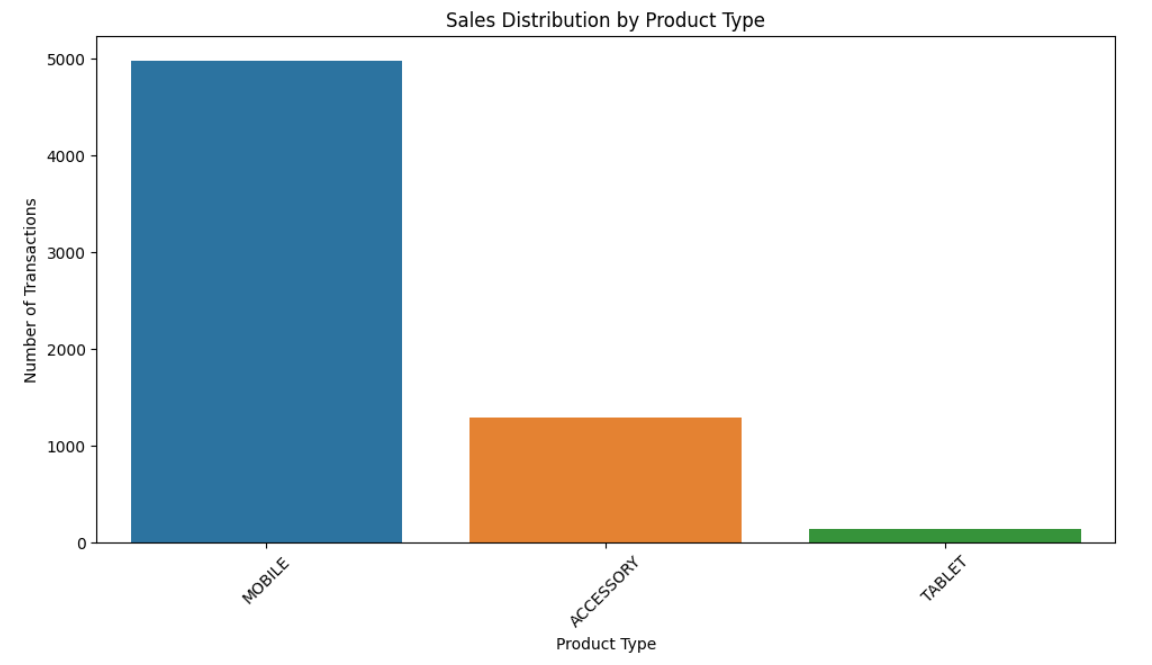 Sales Distribution by Product Type
5000
4000
3000
2000
1000
0
Number of Transactions
MOBILE
ACCESSORY
TABLET
Product Type